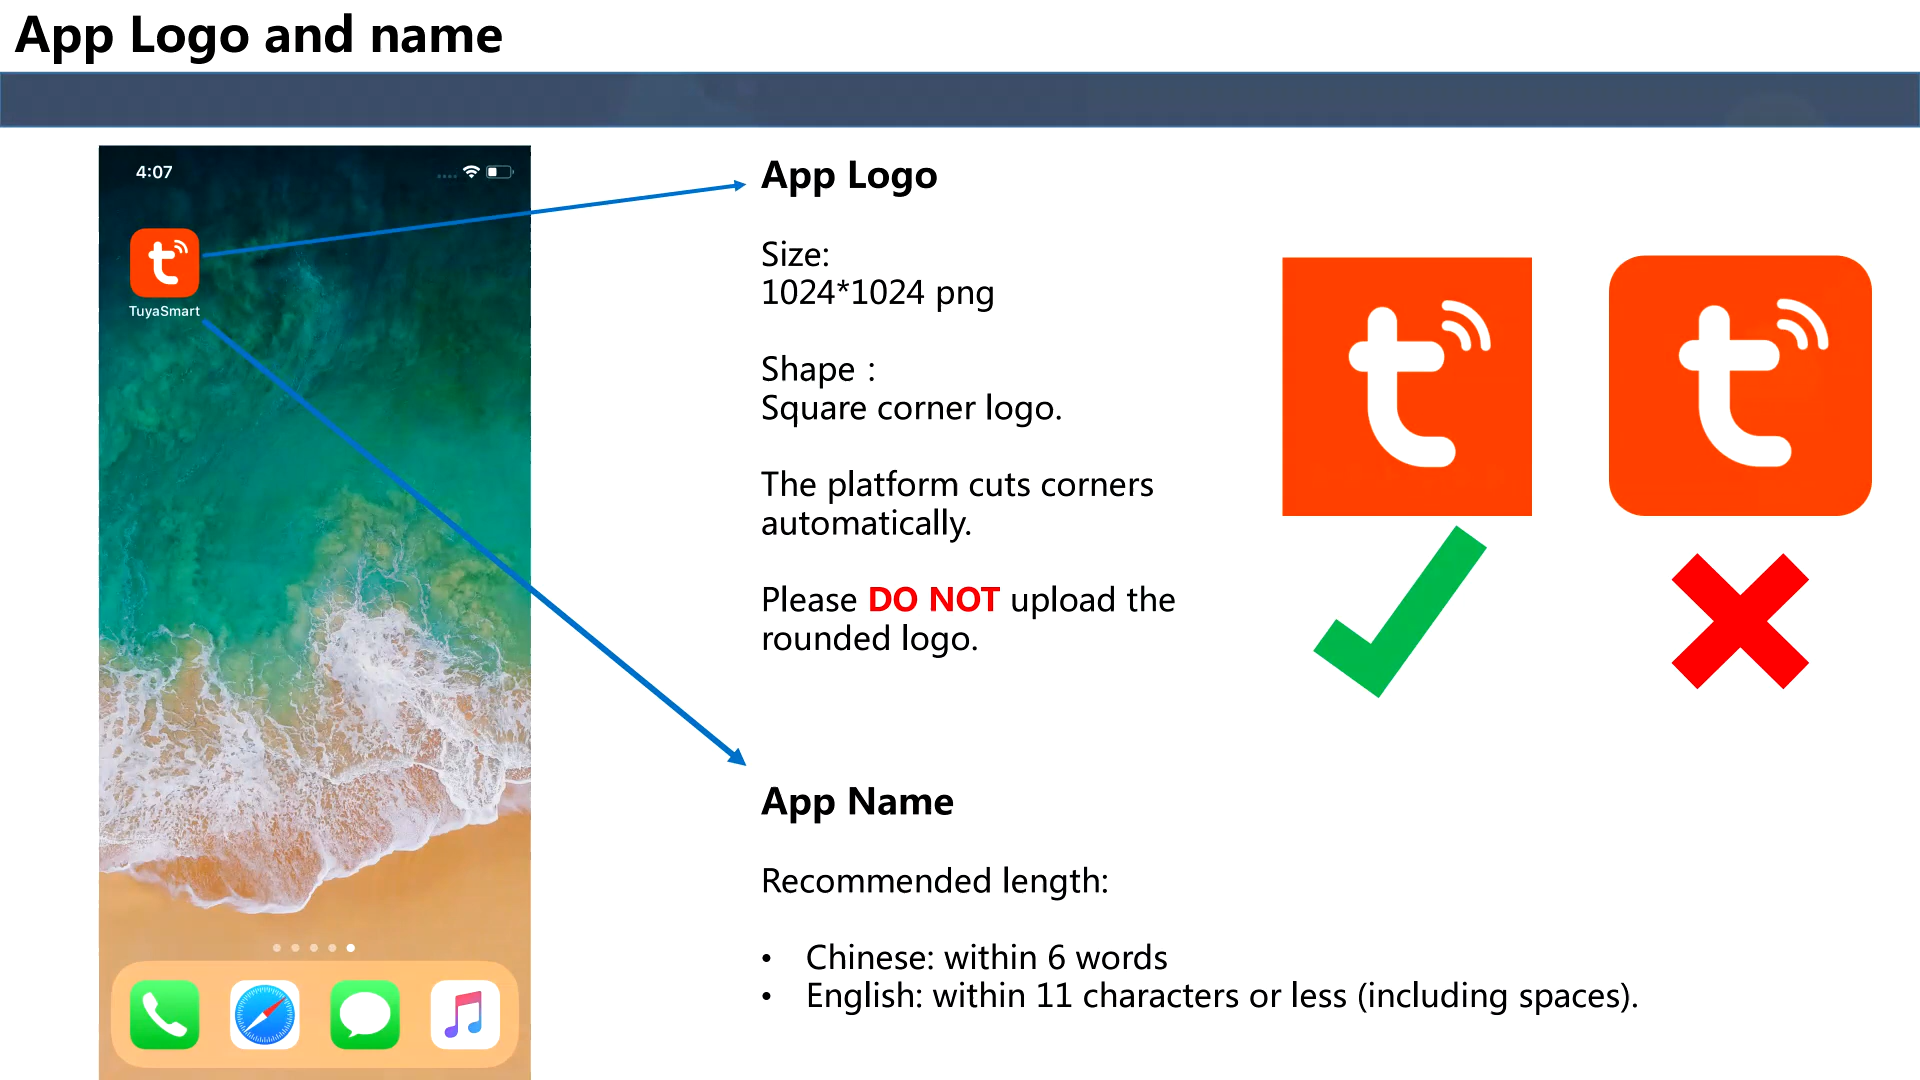 App Logo and name
4:07
TuyaSmart
App Logo
Size:
1024*1024 png
Shape：
Square corner logo.
The platform cuts corners
automatically.
Please DO NOT upload the
rounded logo.
App Name
Recommended length:
• Chinese: within 6 words
• English: within 11 characters or less (including spaces).